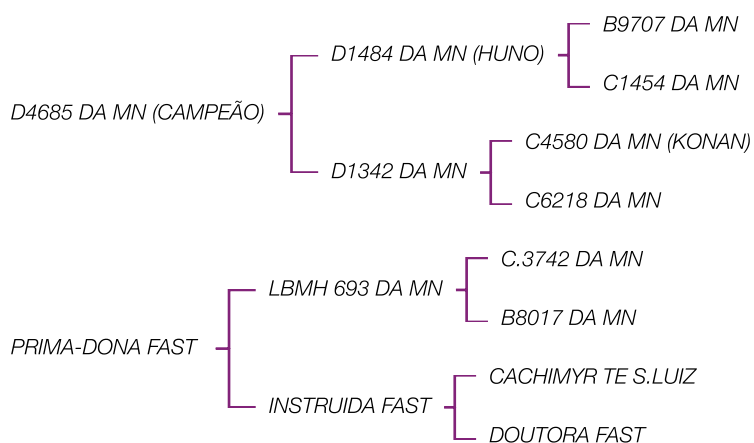 B9707 DA MN
D1484 DA MN (HUNO)
C1454 DA MN
D4685 DA MN (CAMPEÃO)
C4580 DA MN (KONAN)
D1342 DA MN
C6218 DA MN
C.3742 DA MN
LBMH 693 DA MN
B8017 DA MN
PRIMA-DONA FAST
CACHIMYR TE S.LUIZ
INSTRUIDA FAST
DOUTORA FAST